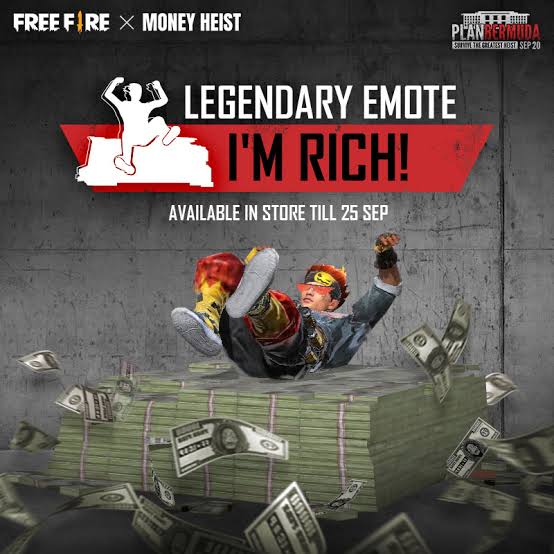 FREE FIRE × MONEY HEIST
PLAN BERMUDA
SURVIVE THE GREATEST HEIST SEP 20
LEGENDARY EMOTE
I'M RICH!
AVAILABLE IN STORE TILL 25 SEP